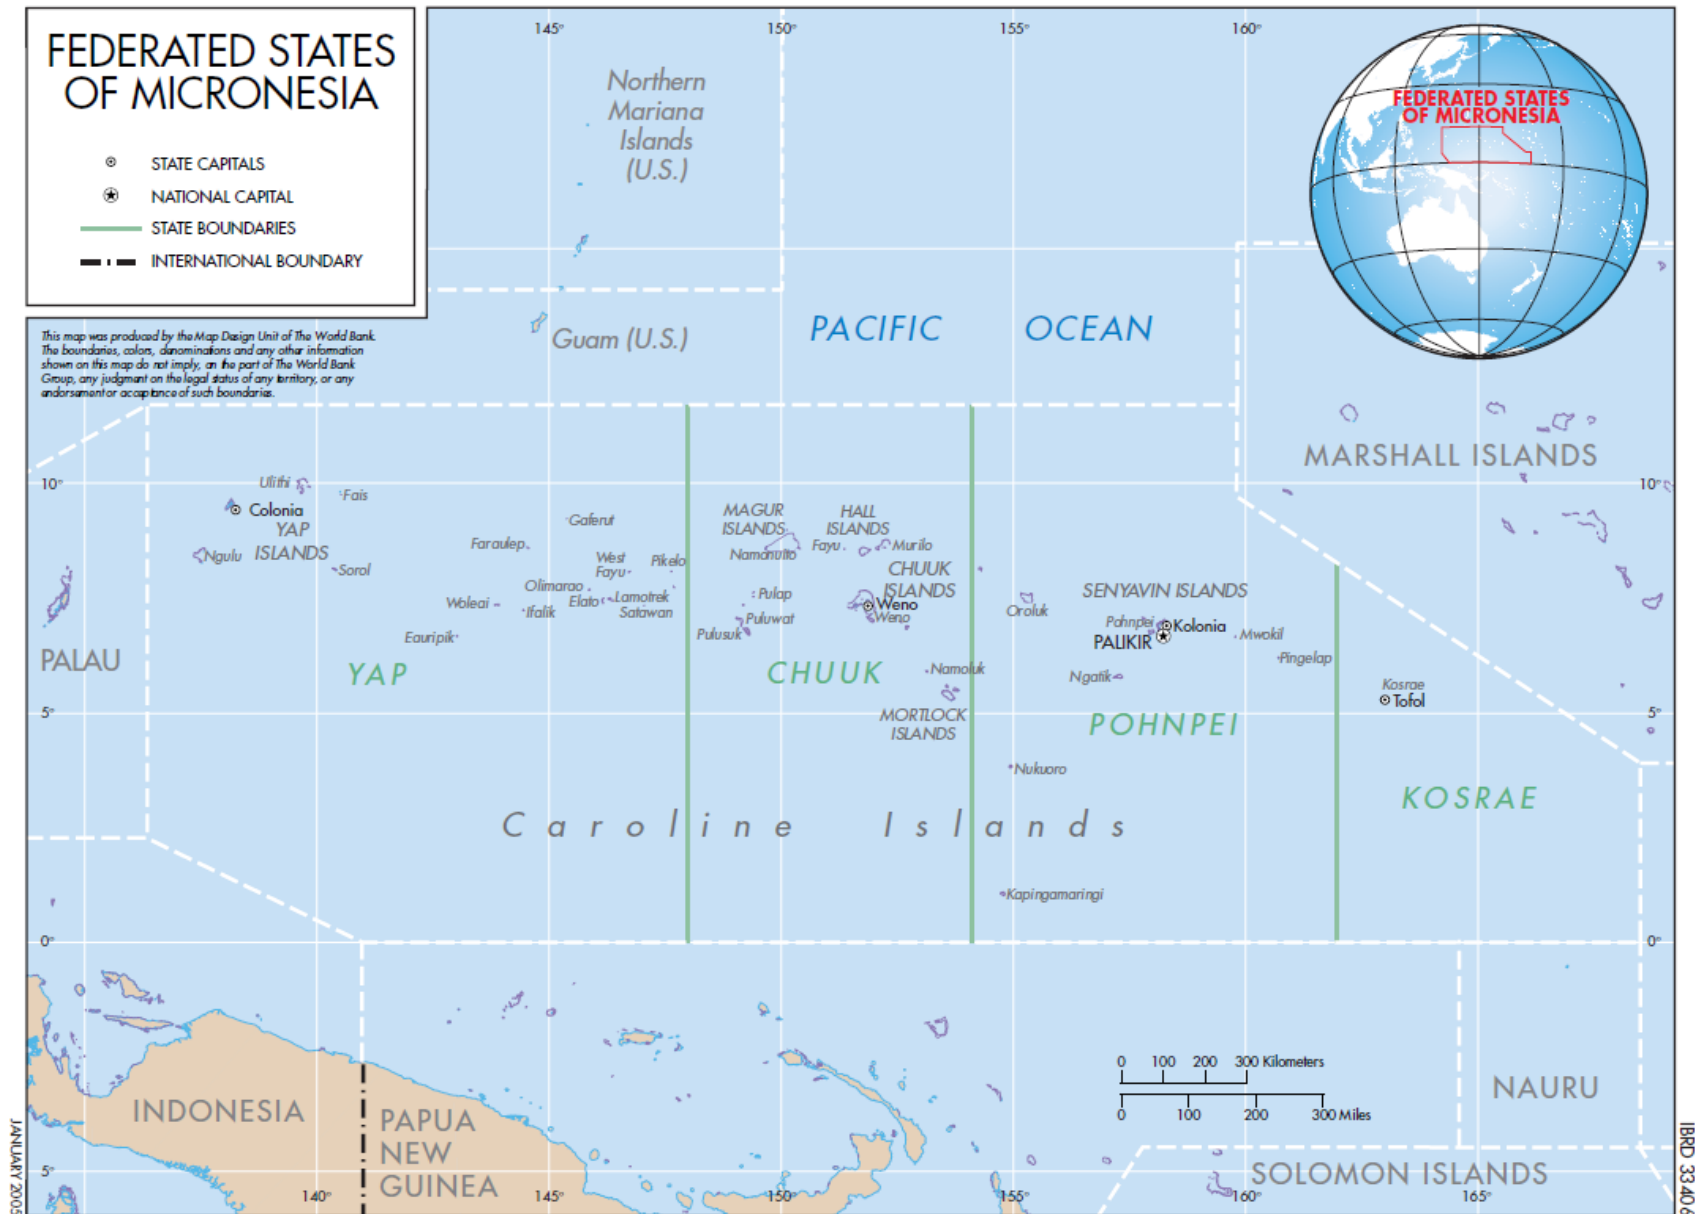 FEDERATED STATES
OF MICRONESIA
STATE CAPITALS
NATIONAL CAPITAL
STATE BOUNDARIES
INTERNATIONAL BOUNDARY
This map was produced by the Map Design Unit of The World Bank.
The boundaries, colors, denominations and any other information
shown on this map do not imply, on the part of The World Bank
Group, any judgment on the legal status of any territory, or any
endorsement or acceptance of such boundaries.
145°
150°
155°
160°
FEDERATED STATES
OF MICRONESIA
Northern
Mariana
Islands
(U.S.)
Guam (U.S.)
PACIFIC OCEAN
MARSHALL ISLANDS
10°
10°
Ulithi
Fais
Colonia
YAP
ISLANDS
Ngulu
Sorol
Gaferut
Faraulep
West
Fayu
Pikelo
Olimarao
Woleai
Ifalik
Elato
Lamotrek
Satawan
Eauripik
MAGUR
ISLANDS
Namonuito
HALL
ISLANDS
Fayu
Murilo
CHUUK
ISLANDS
Pulap
Weno
Weno
Puluwat
Pulusuk
Oroluk
SENYAVIN ISLANDS
Pohnpei
Kolonia
PALIKIR
Mwokil
Pingelap
Ngatik
PALAU
YAP
CHUUK
Namoluk
MORTLOCK
ISLANDS
POHNPEI
Kosrae
Tofol
5°
5°
Nukuoro
KOSRAE
Caroline Islands
Kapingamaringi
0°
0°
0 100 200 300 Kilometers
0 100 200 300 Miles
INDONESIA
PAPUA
NEW
GUINEA
NAURU
SOLOMON ISLANDS
5°
140°
145°
150°
155°
160°
165°
JANUARY 2005
IBRD 33406